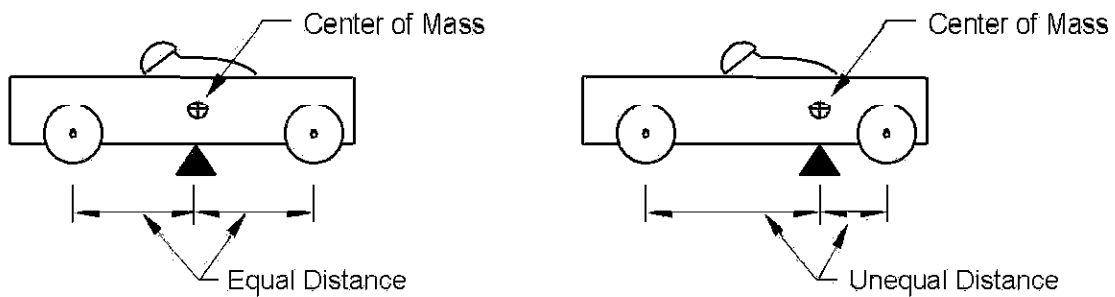 Center of Mass
Center of Mass
Equal Distance
Unequal Distance